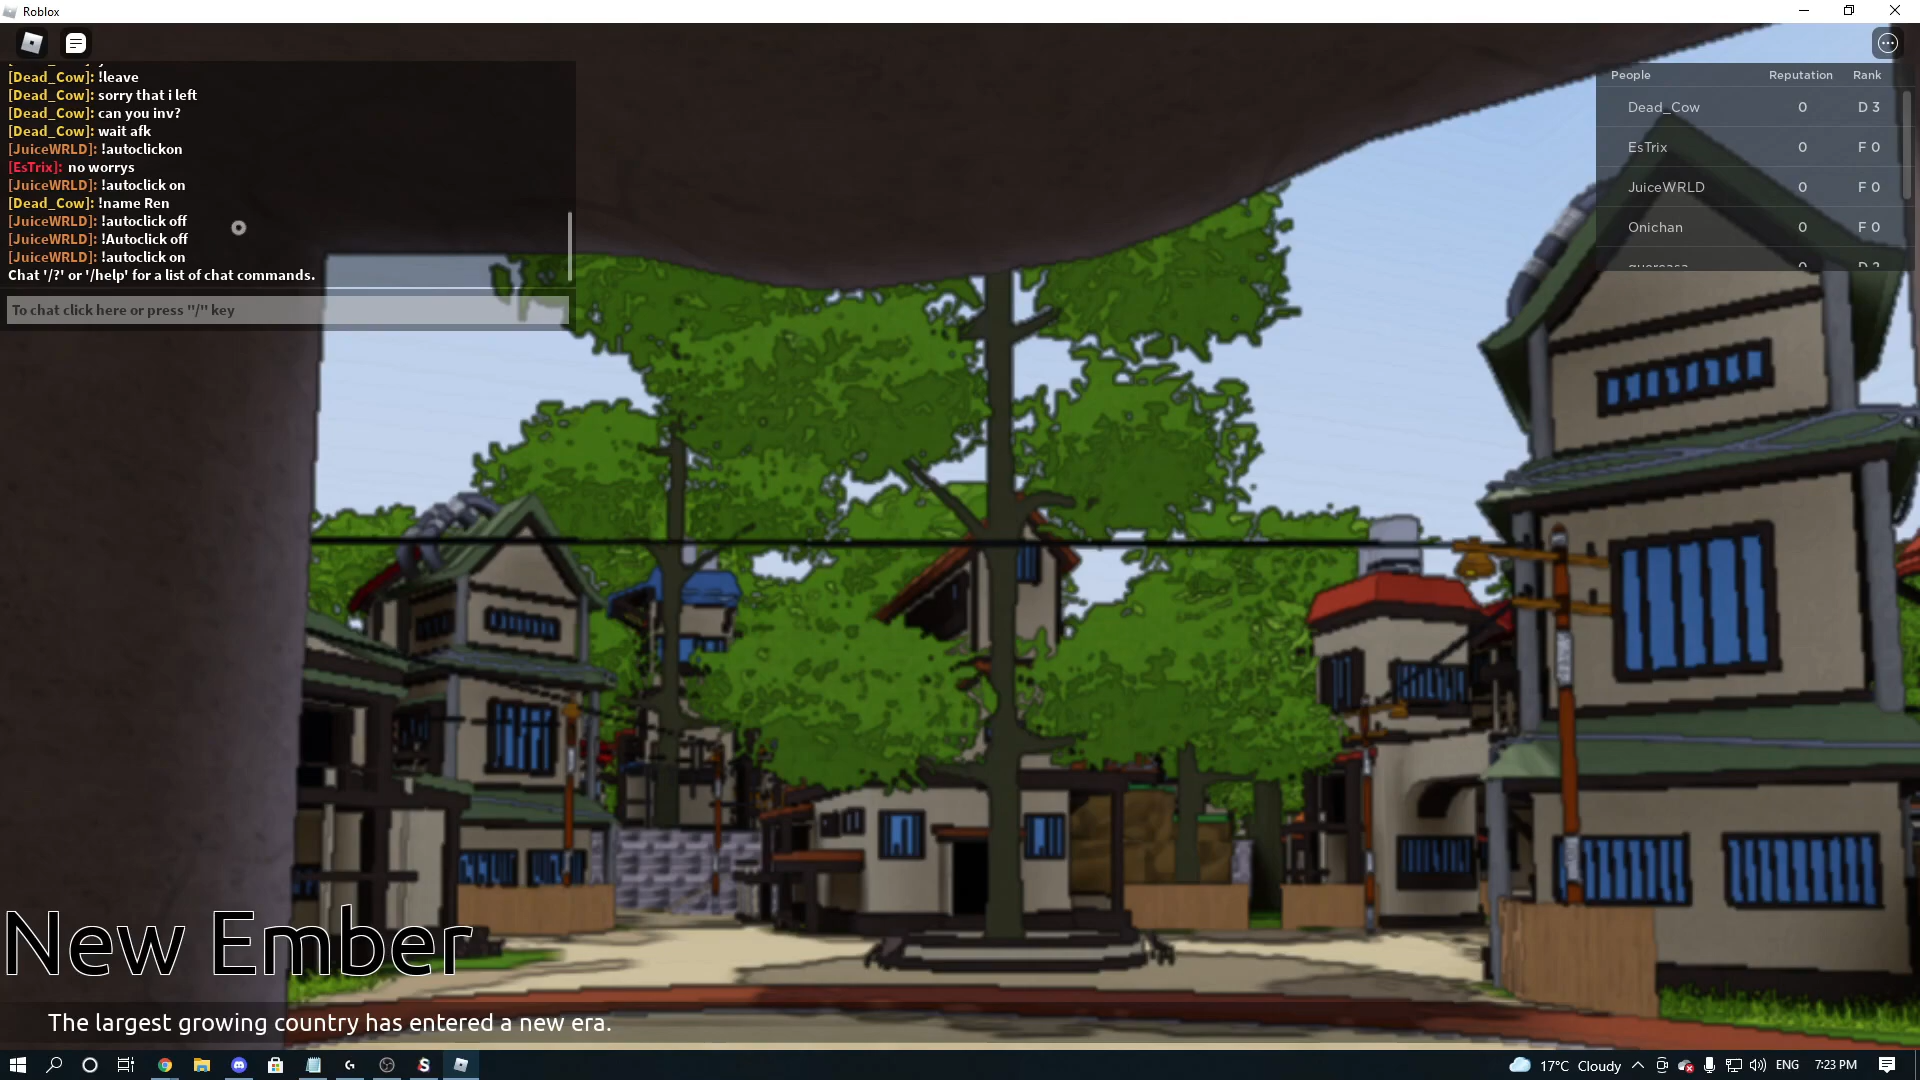 Roblox
[Dead_Cow]: !leave
[Dead_Cow]: sorry that i left
[Dead_Cow]: can you inv?
[Dead_Cow]: wait afk
[JuiceWRLD]: !autoclickon
[EsTrix]: no worrys
[JuiceWRLD]: !autoclick on
[Dead_Cow]: !name Ren
[JuiceWRLD]: !autoclick off
[JuiceWRLD]: !Autoclick off
[JuiceWRLD]: !autoclick on
Chat '/?' or '/help' for a list of chat commands.
To chat click here or press "/" key
People Reputation Rank
Dead_Cow 0 D 3
EsTrix 0 F 0
JuiceWRLD 0 F 0
Onichan 0 F 0
New Ember
The largest growing country has entered a new era.
17°C Cloudy ENG 7:23 PM